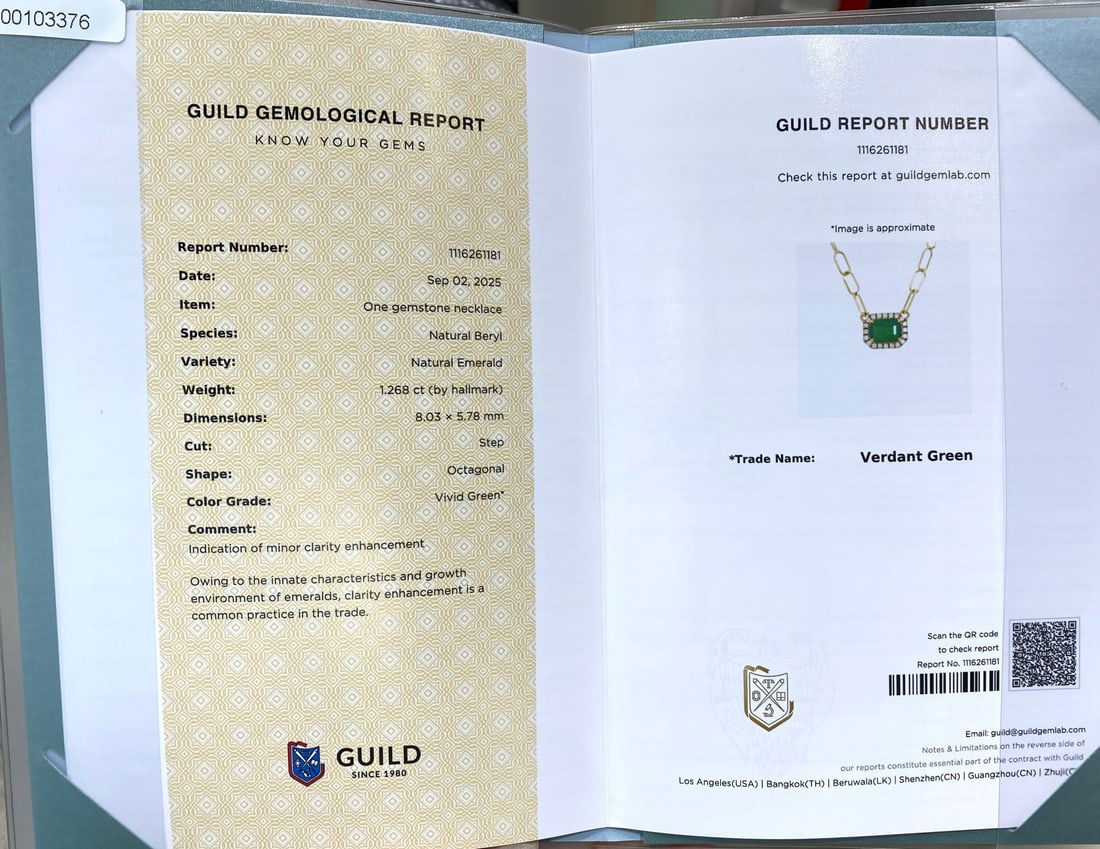 00103376
GUILD GEMOLOGICAL REPORT
KNOW YOUR GEMS
Report Number: 1116261181
Date: Sep 02, 2025
Item: One gemstone necklace
Species: Natural Beryl
Variety: Natural Emerald
Weight: 1.268 ct (by hallmark)
Dimensions: 8.03 × 5.78 mm
Cut: Step
Shape: Octagonal
Color Grade: Vivid Green*
Comment:
Indication of minor clarity enhancement
Owing to the innate characteristics and growth
environment of emeralds, clarity enhancement is a
common practice in the trade.
GUILD
SINCE 1980
GUILD REPORT NUMBER
1116261181
Check this report at guildgemlab.com
*Image is approximate
*Trade Name: Verdant Green
Scan the QR code
to check report
Report No. 1116261181
Email: guild@guildgemlab.com
Notes & Limitations on the reverse side of
our reports constitute essential part of the contract with Guild
Los Angeles(USA) | Bangkok(TH) | Beruwala(LK) | Shenzhen(CN) | Guangzhou(CN) | Zhuji(C